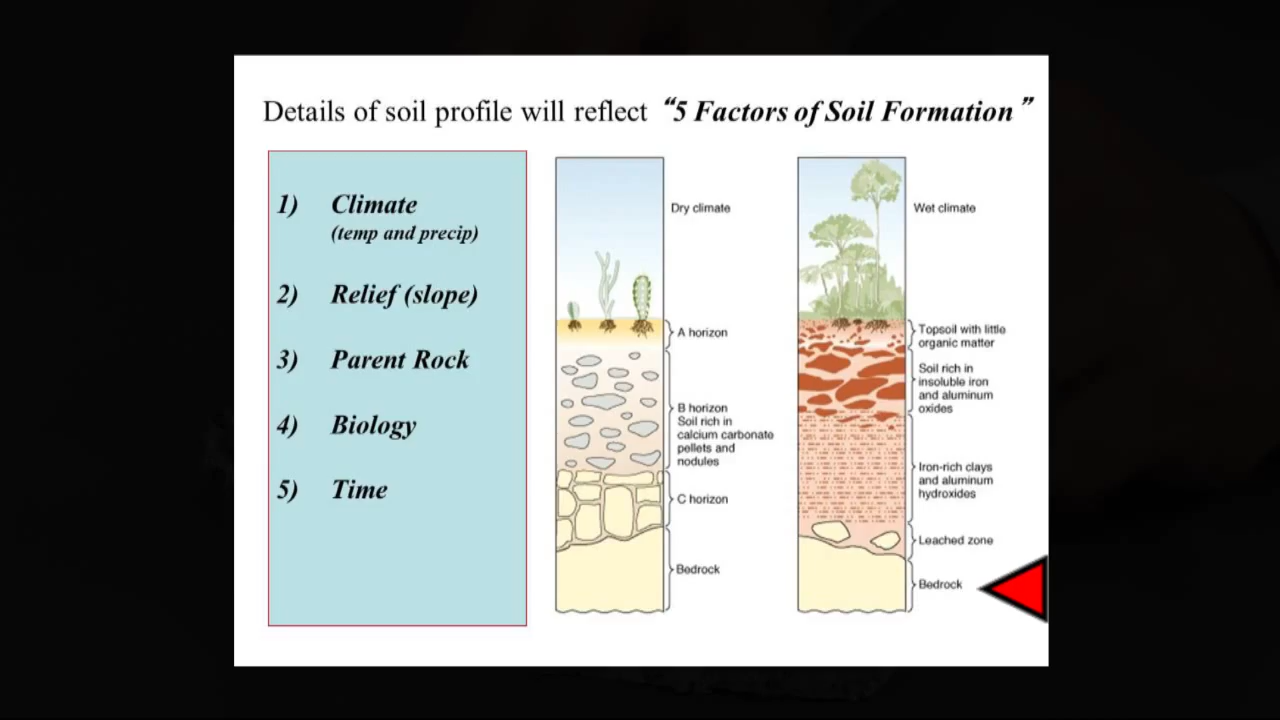 Details of soil profile will reflect “5 Factors of Soil Formation”
1) Climate
(temp and precip)
2) Relief (slope)
3) Parent Rock
4) Biology
5) Time
Dry climate
A horizon
B horizon
Soil rich in
calcium carbonate
pellets and
nodules
C horizon
Bedrock
Wet climate
Topsoil with little
organic matter
Soil rich in
insoluble iron
and aluminum
oxides
Iron-rich clays
and aluminum
hydroxides
Leached zone
Bedrock